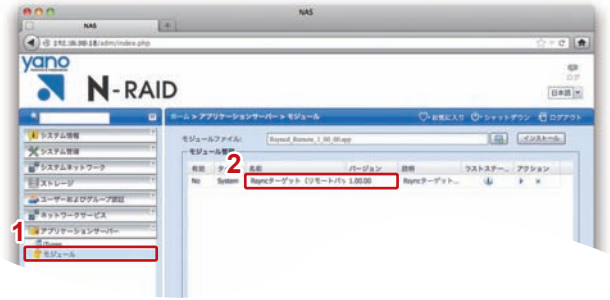 NAS
NAS
/adm/index.php
yano
N-RAID
日本語
ホーム > アプリケーションサーバー > モジュール
お気に入り シャットダウン ログアウト
システム情報
システム管理
システムネットワーク
ストレージ
ユーザーおよびグループ認証
ネットワークサービス
アプリケーションサーバー
iTunes
モジュール
1
モジュールファイル:
インストール
モジュール管理
2
有効 名前 バージョン 説明 ラストステー... アクション
No System Rsyncターゲット (リモートバッ 1.00.00 Rsyncターゲット...